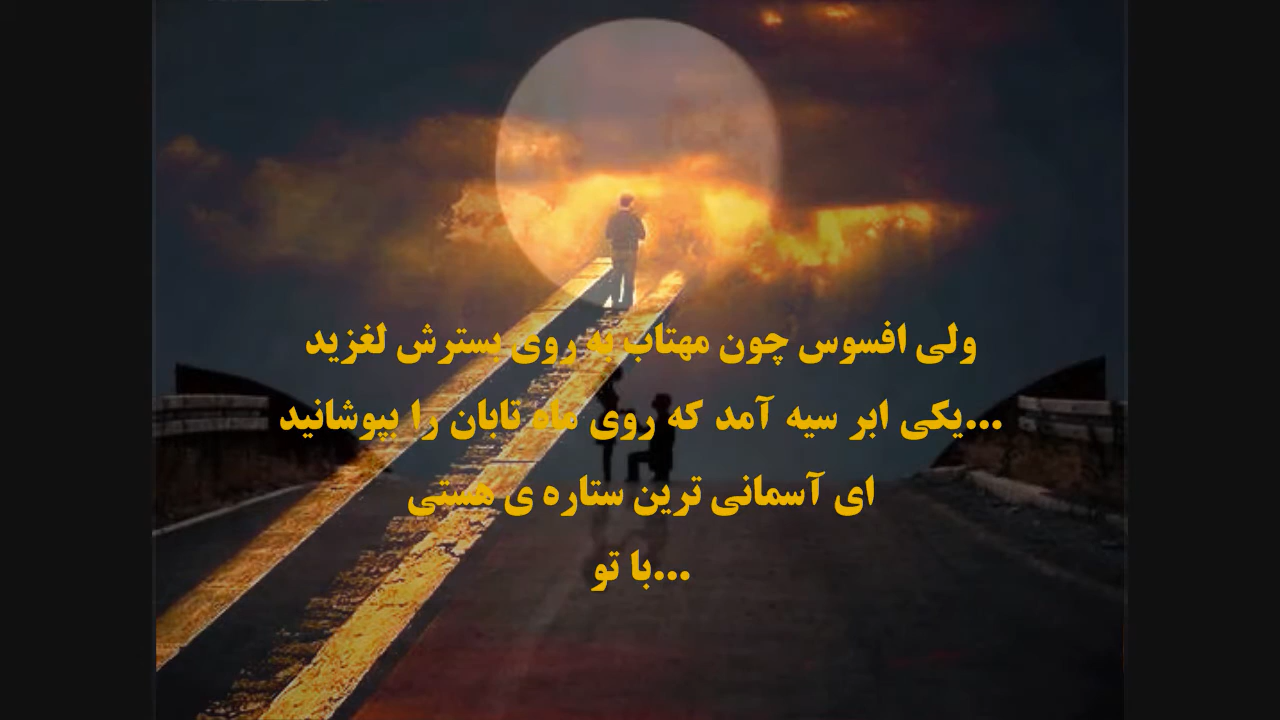 ولی افسوس چون مهتاب به روی بسترش لغزید
یکی ابر سیه آمد که روی ماه تابان را بپوشانید...
ای آسمانی ترین ستاره ی هستی
با تو...